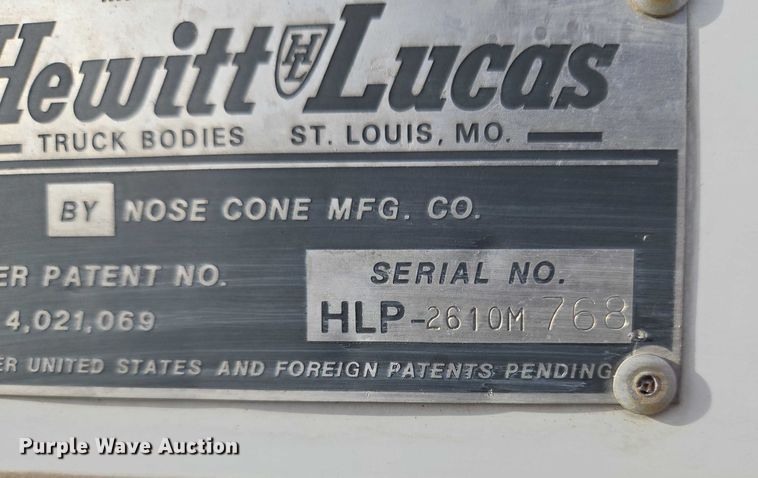 Hewitt HL Lucas
TRUCK BODIES ST. LOUIS, MO.
BY NOSE CONE MFG. CO.
ER PATENT NO.
4,021,069
SERIAL NO.
HLP-2610M 768
ER UNITED STATES AND FOREIGN PATENTS PENDING
Purple Wave Auction